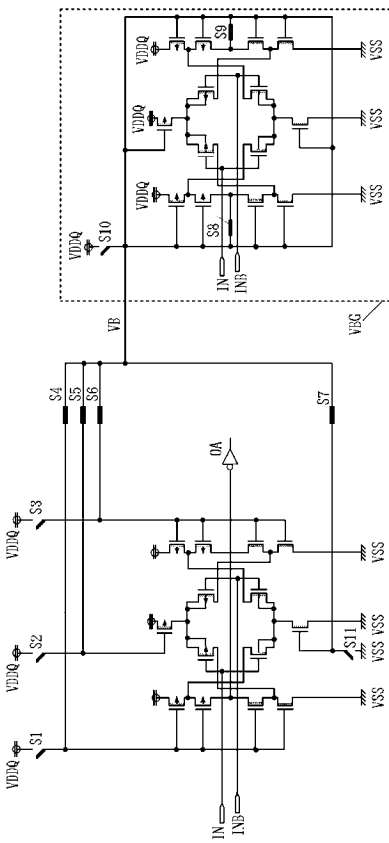 VDDQ
S1
VDDQ
S2
VDDQ
S3
S4
S5
S6
VB
VDDQ
S10
VDDQ
VDDQ
VDDQ
IN
INB
OA
IN
INB
S8
S9
S7
S11
VSS
VSS
VSS
VSS
VSS
VSS
VSS
VBG